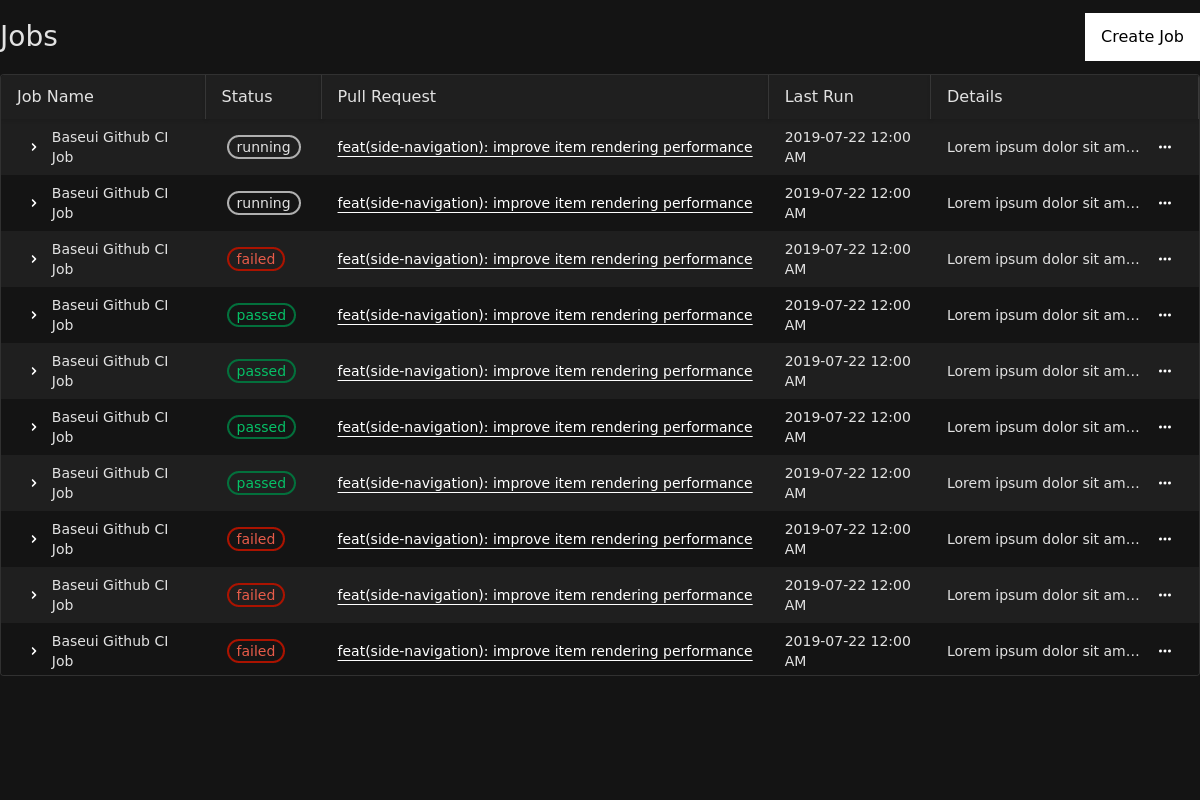 Jobs
Create Job
Job Name Status Pull Request Last Run Details
Baseui Github CI Job running feat(side-navigation): improve item rendering performance 2019-07-22 12:00 AM Lorem ipsum dolor sit am...
Baseui Github CI Job running feat(side-navigation): improve item rendering performance 2019-07-22 12:00 AM Lorem ipsum dolor sit am...
Baseui Github CI Job failed feat(side-navigation): improve item rendering performance 2019-07-22 12:00 AM Lorem ipsum dolor sit am...
Baseui Github CI Job passed feat(side-navigation): improve item rendering performance 2019-07-22 12:00 AM Lorem ipsum dolor sit am...
Baseui Github CI Job passed feat(side-navigation): improve item rendering performance 2019-07-22 12:00 AM Lorem ipsum dolor sit am...
Baseui Github CI Job passed feat(side-navigation): improve item rendering performance 2019-07-22 12:00 AM Lorem ipsum dolor sit am...
Baseui Github CI Job passed feat(side-navigation): improve item rendering performance 2019-07-22 12:00 AM Lorem ipsum dolor sit am...
Baseui Github CI Job failed feat(side-navigation): improve item rendering performance 2019-07-22 12:00 AM Lorem ipsum dolor sit am...
Baseui Github CI Job failed feat(side-navigation): improve item rendering performance 2019-07-22 12:00 AM Lorem ipsum dolor sit am...
Baseui Github CI Job failed feat(side-navigation): improve item rendering performance 2019-07-22 12:00 AM Lorem ipsum dolor sit am...